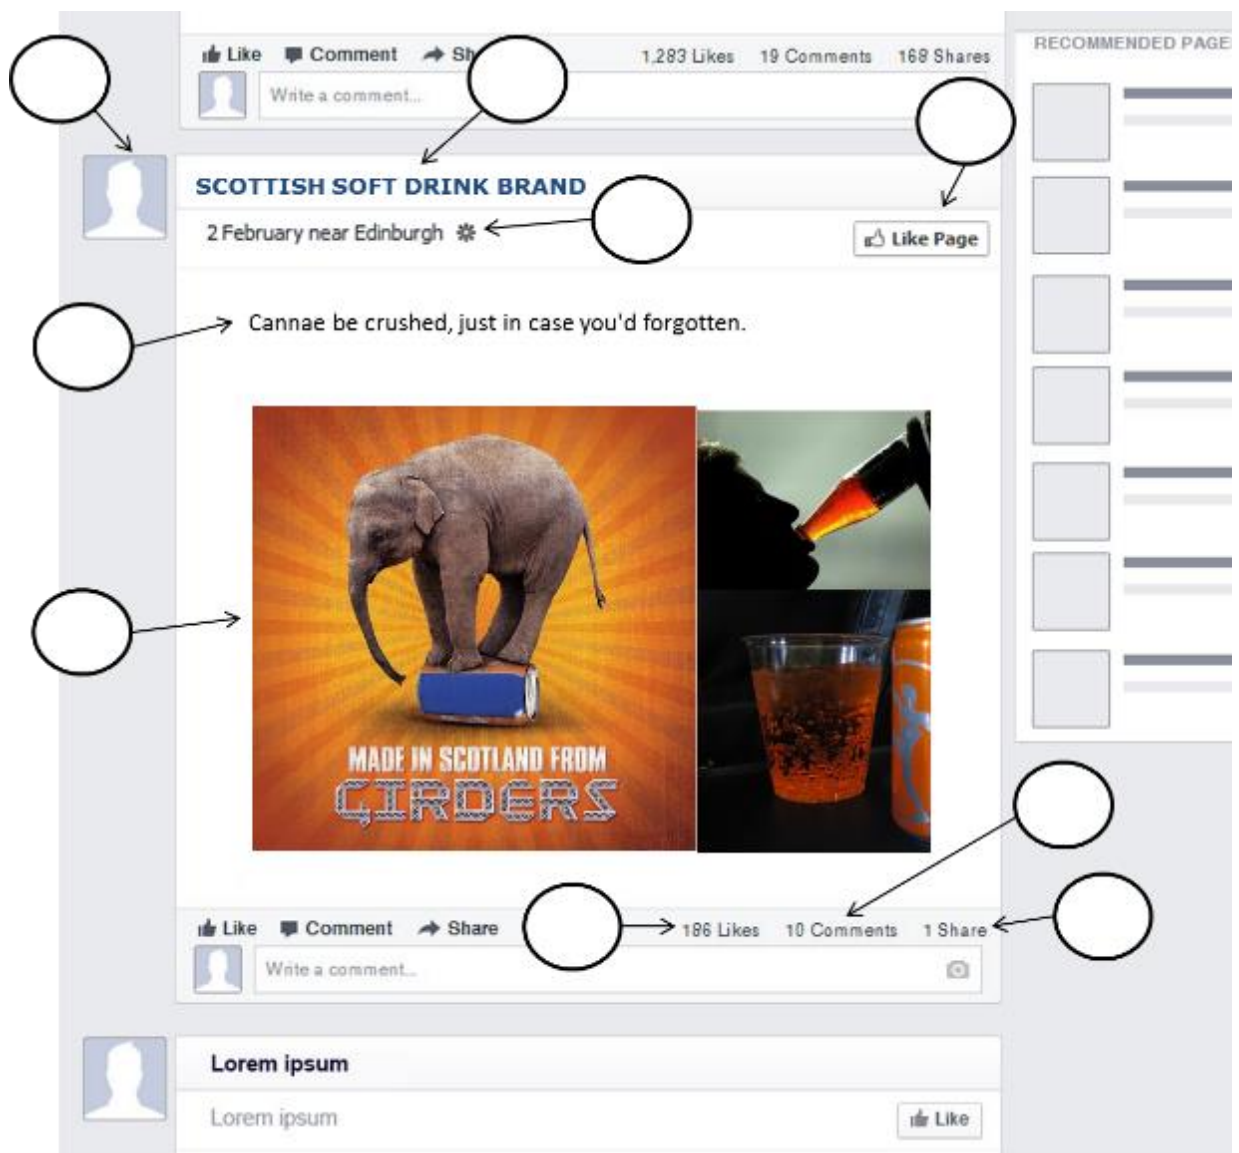 Like Comment Share 1,283 Likes 19 Comments 168 Shares
Write a comment...
RECOMMENDED PAGE
SCOTTISH SOFT DRINK BRAND
2 February near Edinburgh
Like Page
Cannae be crushed, just in case you'd forgotten.
MADE IN SCOTLAND FROM
GIRDERS
Like Comment Share 186 Likes 10 Comments 1 Share
Write a comment...
Lorem ipsum
Lorem ipsum
Like